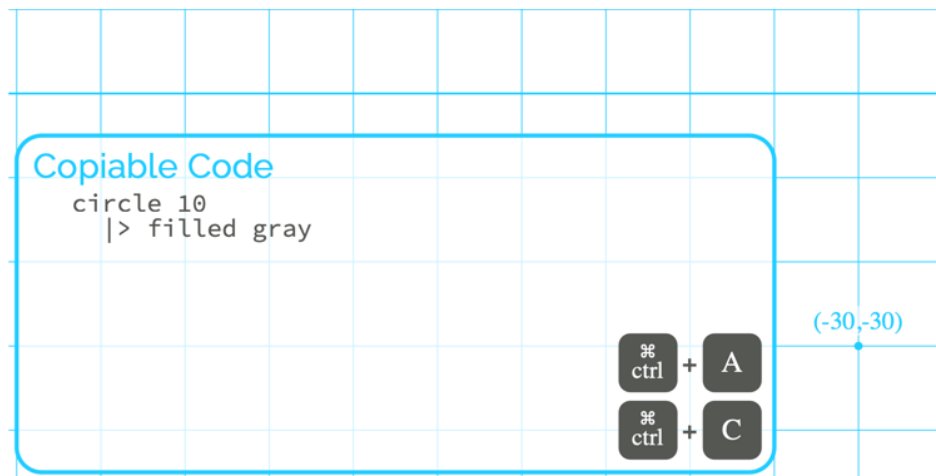 Copiable Code
circle 10
|> filled gray
(-30,-30)
⌘
ctrl + A
⌘
ctrl + C